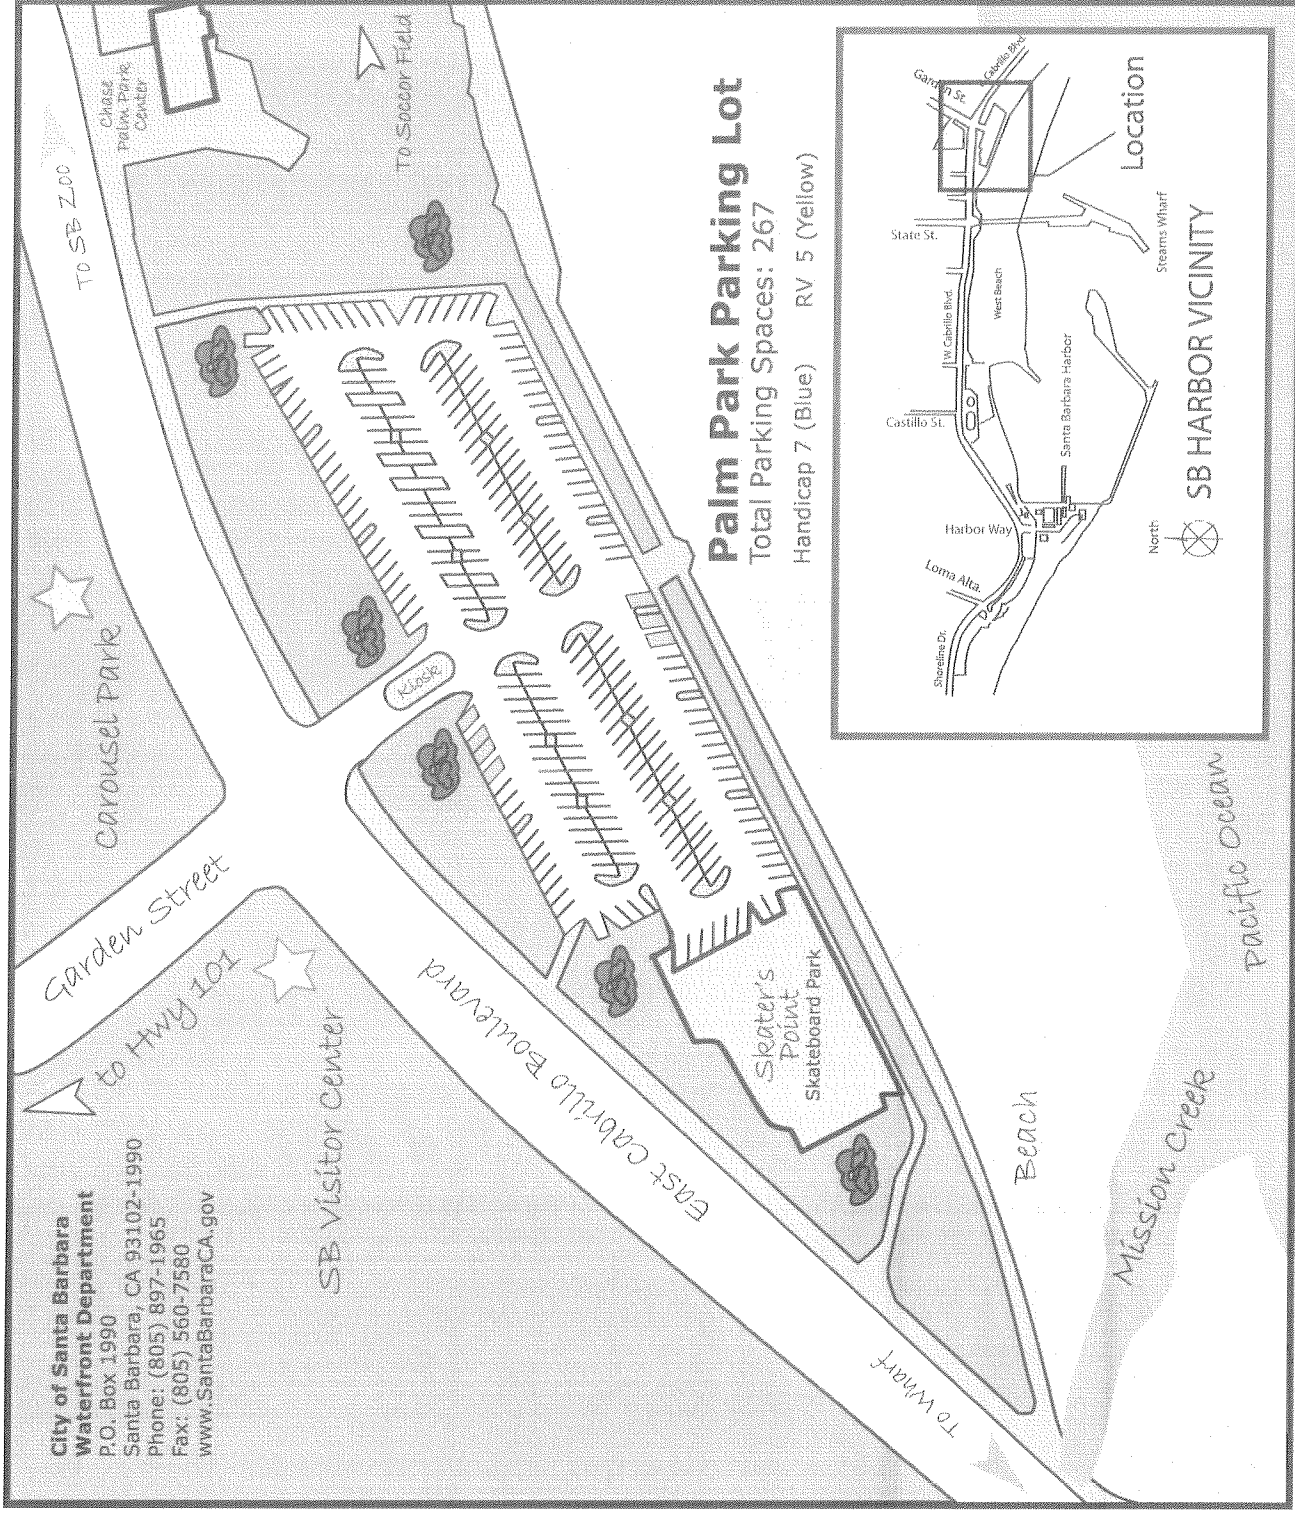 City of Santa Barbara
Waterfront Department
P.O. Box 1990
Santa Barbara, CA 93102-1990
Phone: (805) 897-1965
Fax: (805) 560-7580
www.SantaBarbaraCA.gov
to Hwy 101
SB Visitor Center
Garden Street
Carousel Park
TO SB ZOO
Chase
Palm Park
Center
To Soccor Field
East Cabrillo Boulevard
To Wharf
Kiosk
Skater's
Point
Skateboard Park
Beach
Mission Creek
Pacific Ocean
Palm Park Parking Lot
Total Parking Spaces: 267
Handicap 7 (Blue) RV 5 (Yellow)
Shoreline Dr.
Loma Alta.
Harbor Way
Castillo St.
W. Cabrillo Blvd.
State St.
Garden St.
Cabrillo Blvd.
West Beach
Santa Barbara Harbor
Stearns Wharf
Location
North
SB HARBOR VICINITY